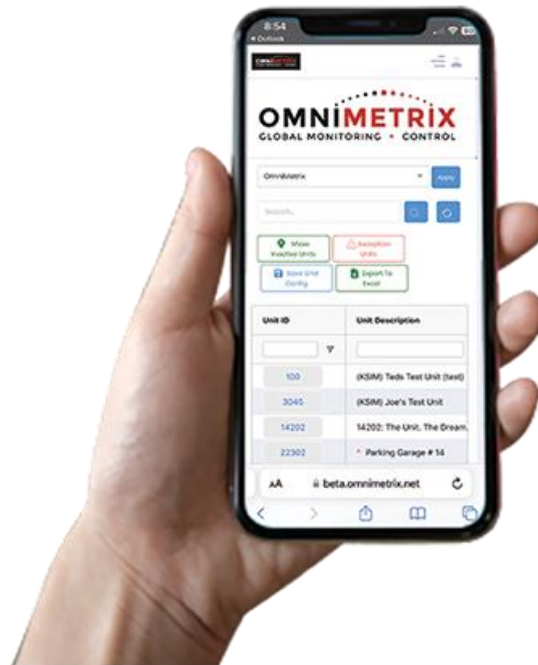 8:54
◂ Outlook
OMNIMETRIX
GLOBAL MONITORING • CONTROL
OmniMetrix
Apply
Search...
Show Inactive Units
Exception Units
Save Grid Config
Export To Excel
Unit ID Unit Description
100 (KSIM) Teds Test Unit (test)
3045 (KSIM) Joe's Test Unit
14202 14202: The Unit. The Dream.
22302 * Parking Garage # 14
AA beta.omnimetrix.net